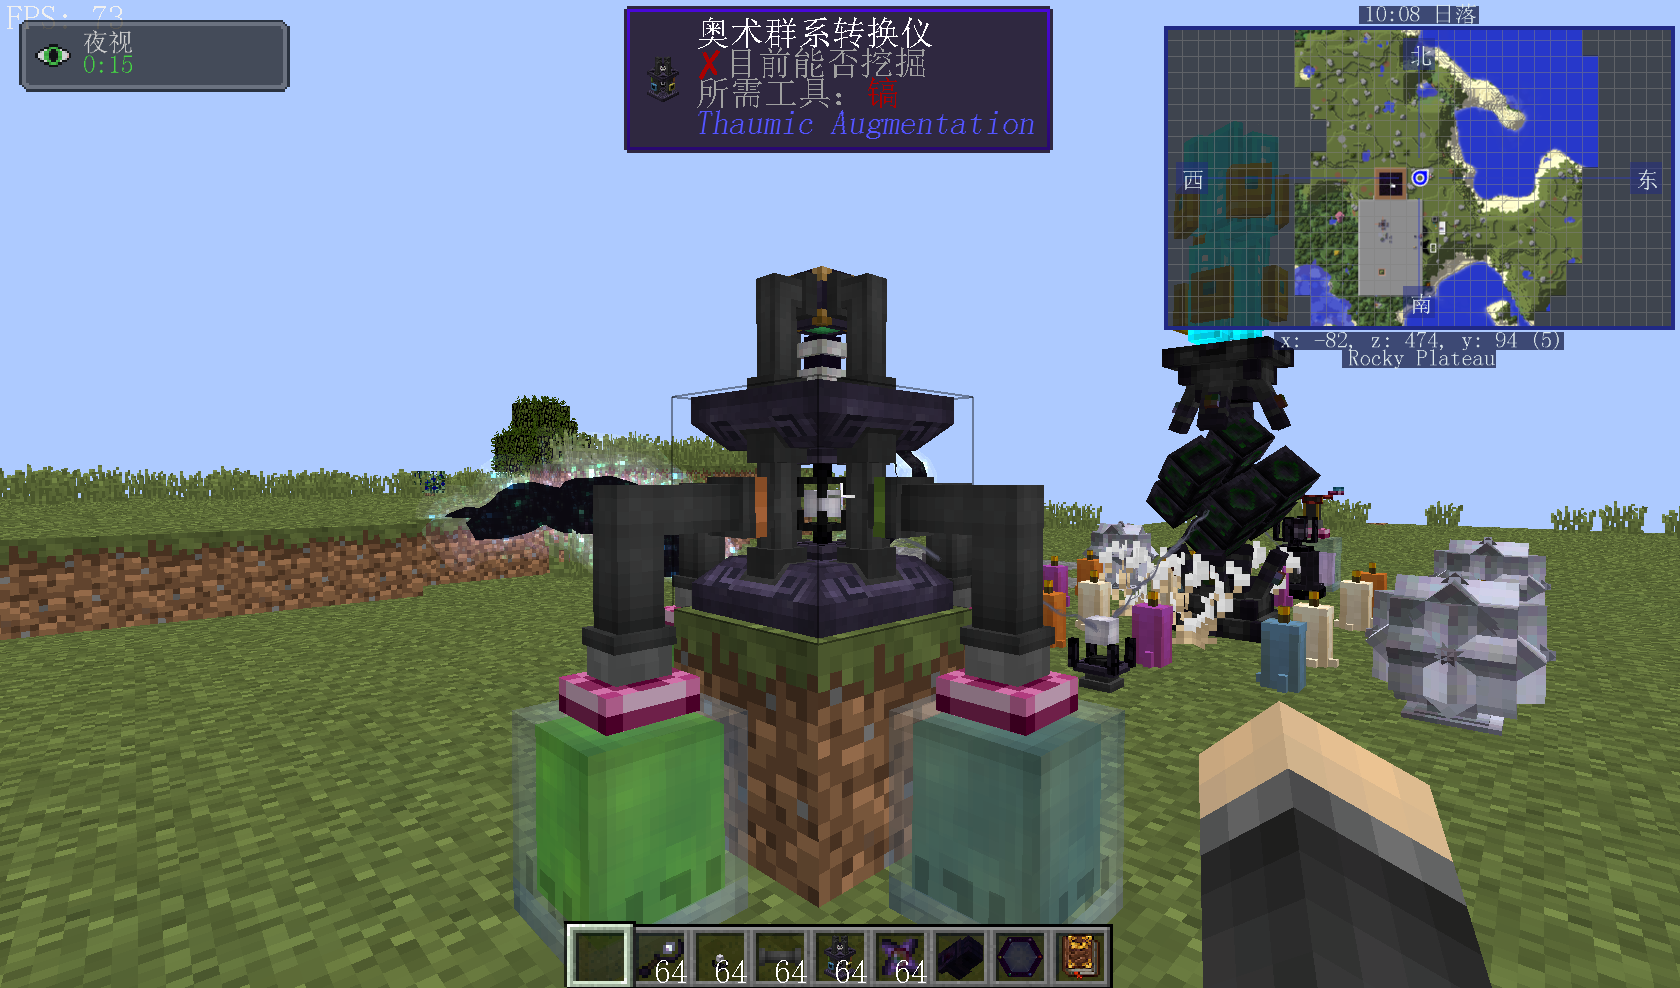 FPS: 73
夜视
0:15
奥术群系转换仪
✘目前能否挖掘
所需工具: 镐
Thaumic Augmentation
10:08 日落
北
西
东
南
x: -82, z: 474, y: 94 (5)
Rocky Plateau
64
64
64
64
64